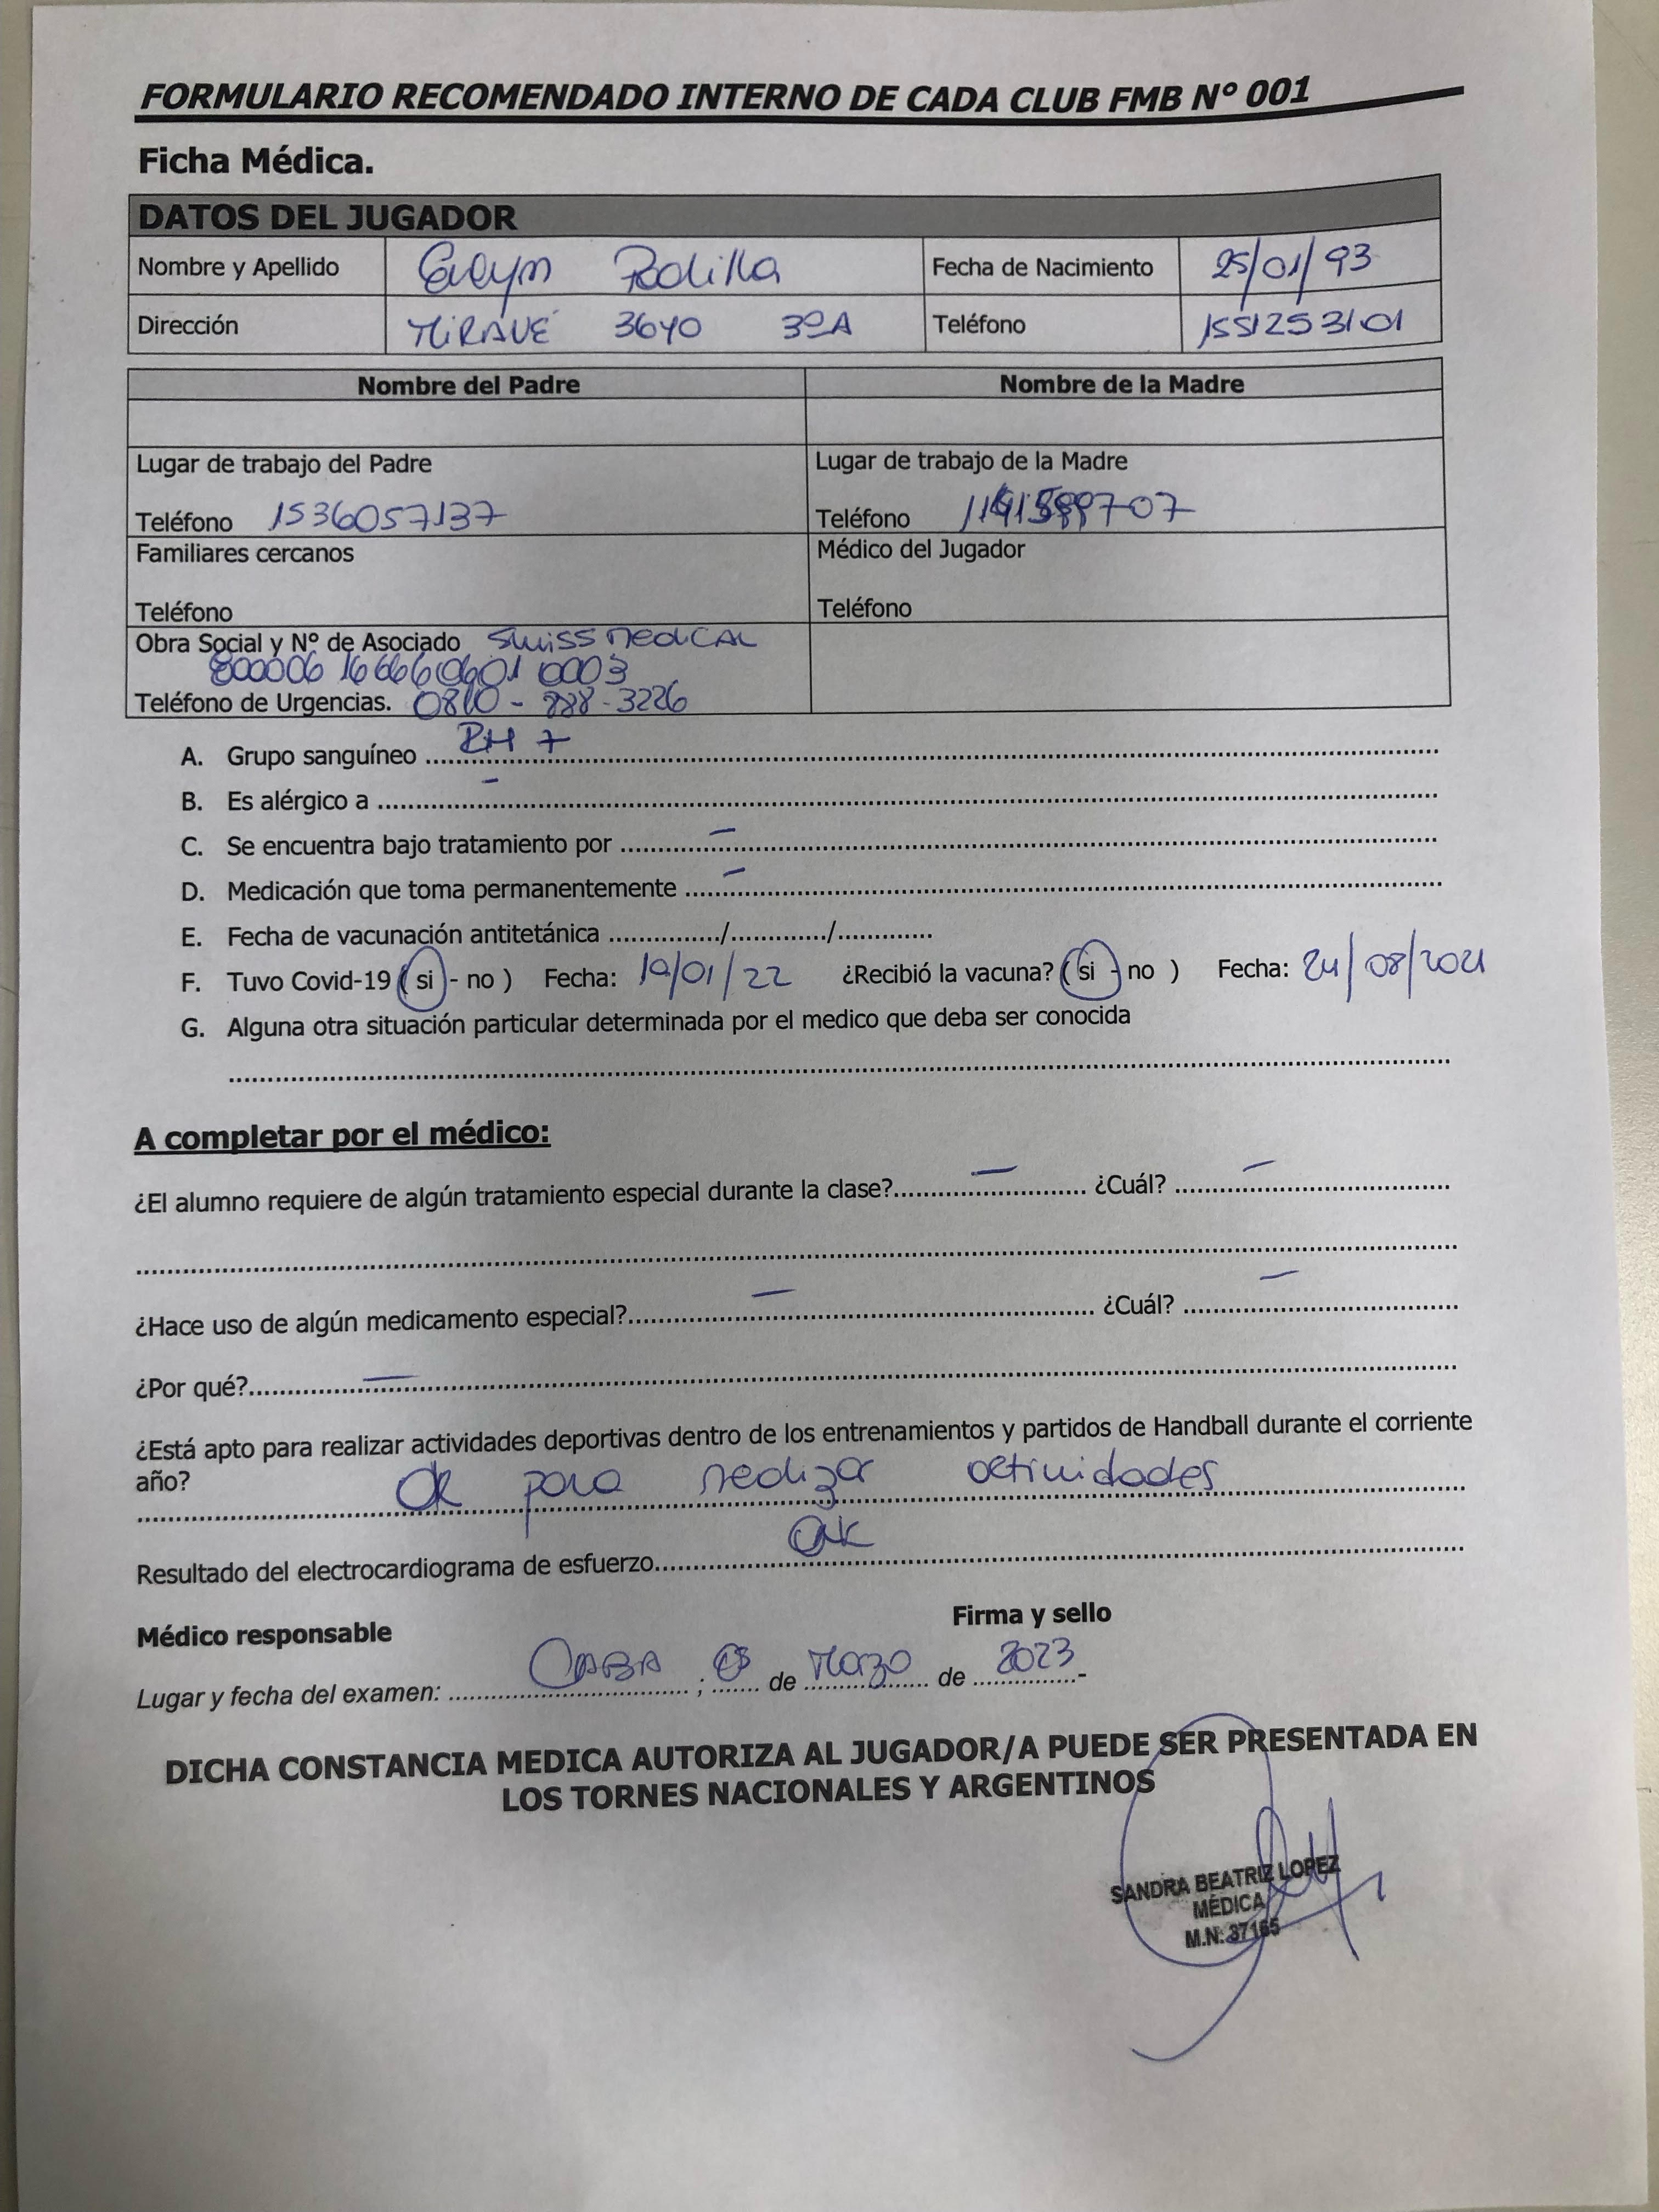 FORMULARIO RECOMENDADO INTERNO DE CADA CLUB FMB Nº 001
Ficha Médica.
DATOS DEL JUGADOR
Nombre y Apellido Evelyn Padilla Fecha de Nacimiento 25/01/93
Dirección MiRAVÉ 3640 3ºA Teléfono 1551253101
Nombre del Padre Nombre de la Madre
Lugar de trabajo del Padre Lugar de trabajo de la Madre
Teléfono 1536057137 Teléfono
Familiares cercanos Médico del Jugador
Teléfono Teléfono
Obra Social y Nº de Asociado SwiSS MedicAL
Teléfono de Urgencias. 0810 - 888 - 3226
A. Grupo sanguíneo ..... RH + .....
B. Es alérgico a ..... - .....
C. Se encuentra bajo tratamiento por ..... - .....
D. Medicación que toma permanentemente ..... - .....
E. Fecha de vacunación antitetánica ............../............./.............
F. Tuvo Covid-19 ( si - no ) Fecha: /01/22 ¿Recibió la vacuna? ( si - no ) Fecha: 24/08/2021
G. Alguna otra situación particular determinada por el medico que deba ser conocida
A completar por el médico:
¿El alumno requiere de algún tratamiento especial durante la clase?..... - ..... ¿Cuál? ..... - .....
¿Hace uso de algún medicamento especial?..... - ..... ¿Cuál? ..... - .....
¿Por qué?..... - .....
¿Está apto para realizar actividades deportivas dentro de los entrenamientos y partidos de Handball durante el corriente
año?
OK para realizar actividades
Resultado del electrocardiograma de esfuerzo..... OK .....
Médico responsable Firma y sello
Lugar y fecha del examen: CABA ; de Marzo de 2023 -
DICHA CONSTANCIA MEDICA AUTORIZA AL JUGADOR/A PUEDE SER PRESENTADA EN
LOS TORNES NACIONALES Y ARGENTINOS
SANDRA BEATRIZ LOPEZ
MÉDICA
M.N: 37165